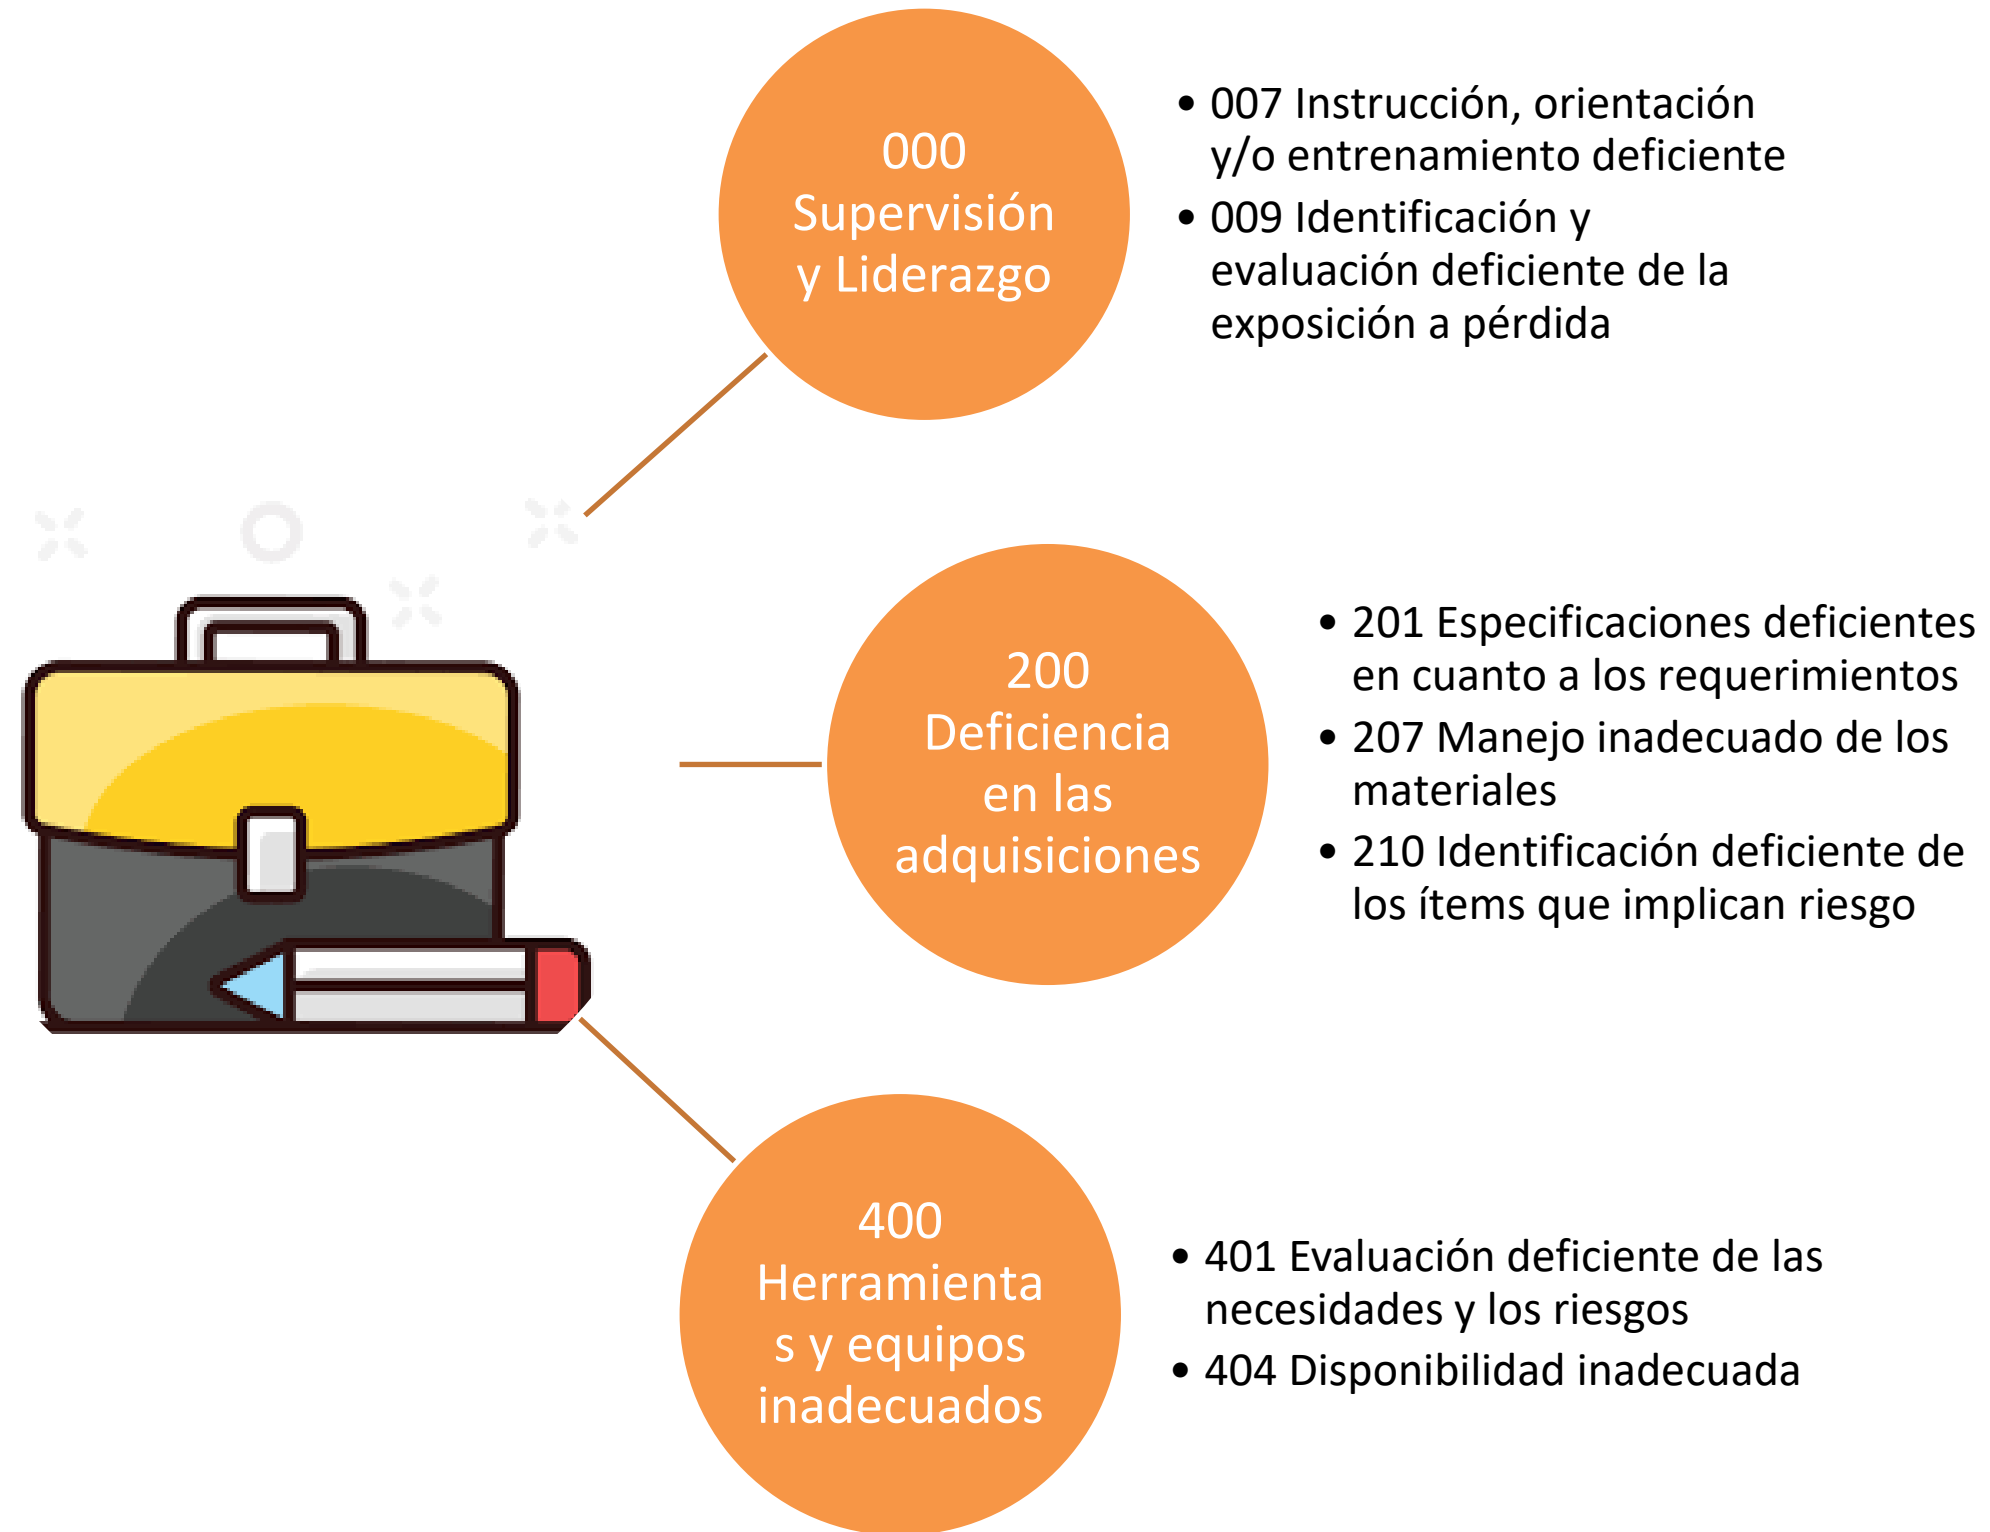 000
Supervisión
y Liderazgo
• 007 Instrucción, orientación
y/o entrenamiento deficiente
• 009 Identificación y
evaluación deficiente de la
exposición a pérdida
200
Deficiencia
en las
adquisiciones
• 201 Especificaciones deficientes
en cuanto a los requerimientos
• 207 Manejo inadecuado de los
materiales
• 210 Identificación deficiente de
los ítems que implican riesgo
400
Herramienta
s y equipos
inadecuados
• 401 Evaluación deficiente de las
necesidades y los riesgos
• 404 Disponibilidad inadecuada